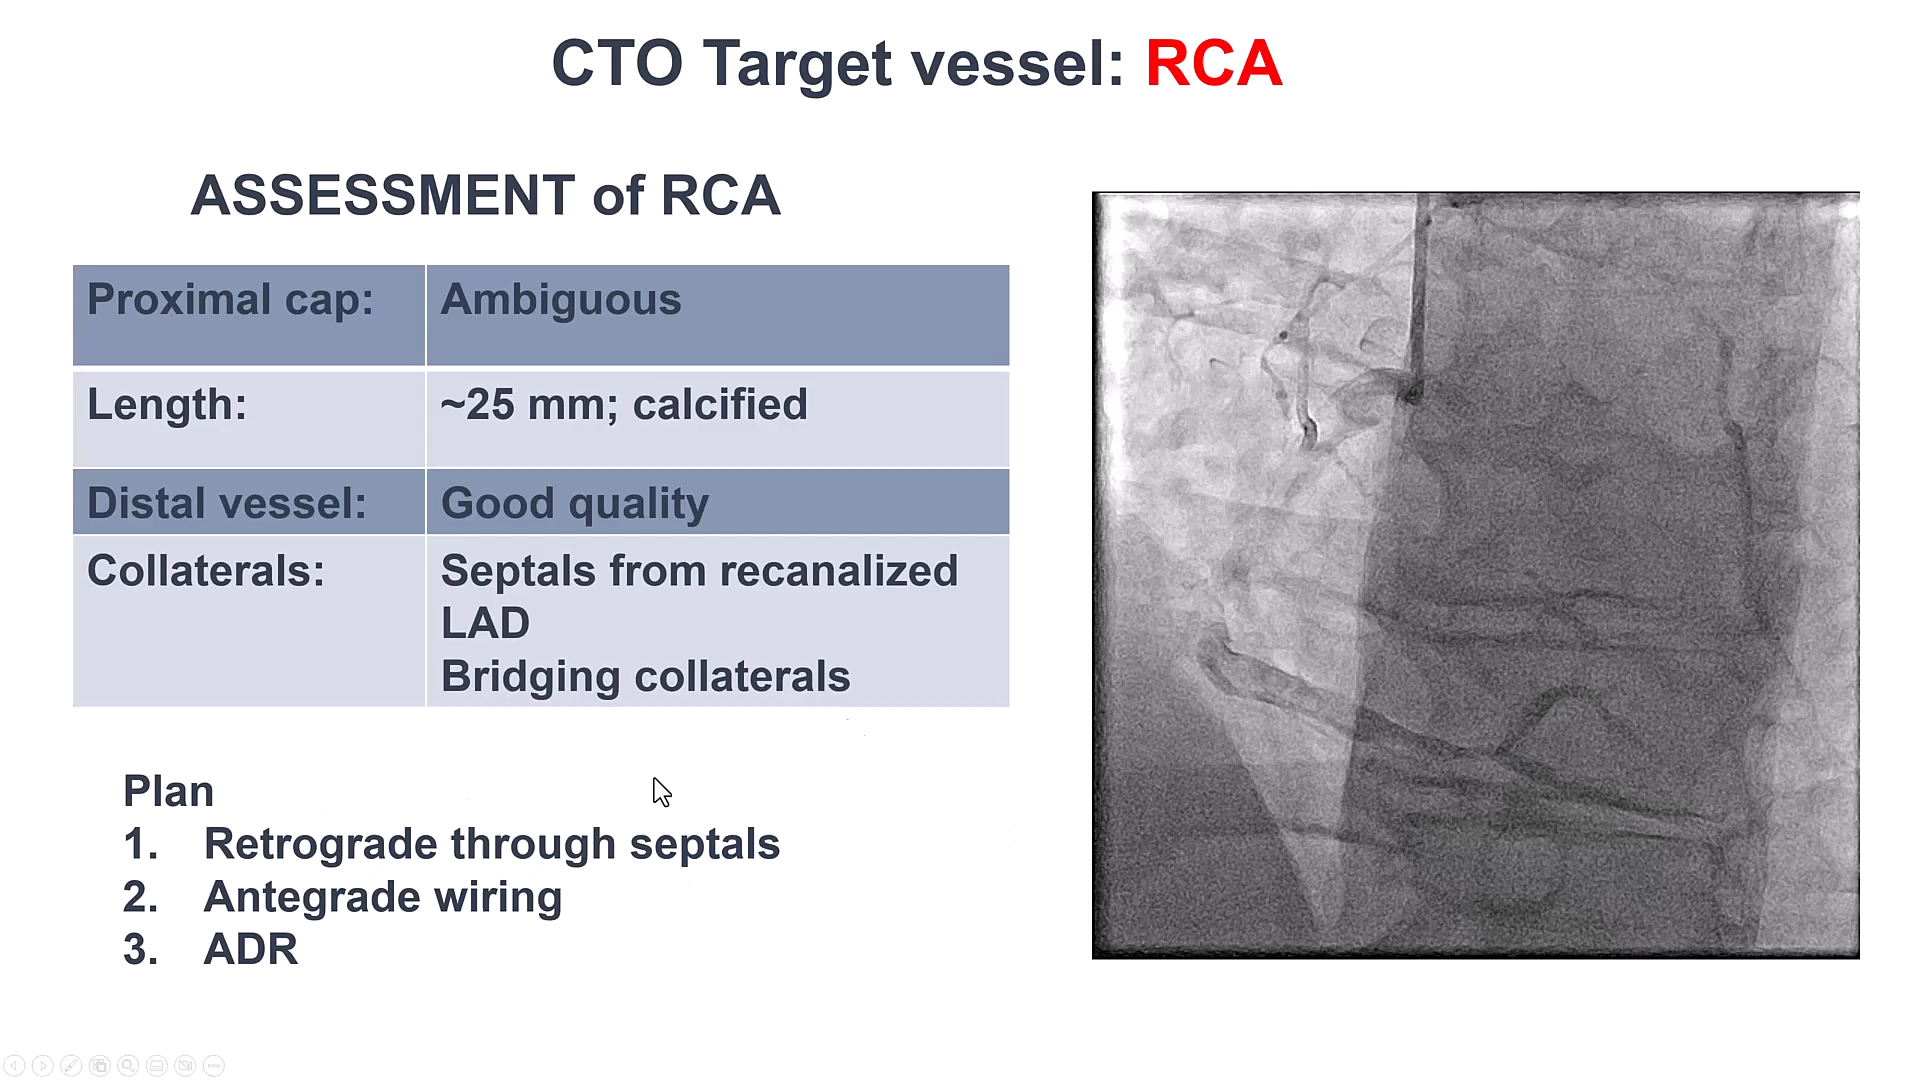 CTO Target vessel: RCA
ASSESSMENT of RCA
Proximal cap: Ambiguous
Length: ~25 mm; calcified
Distal vessel: Good quality
Collaterals: Septals from recanalized
LAD
Bridging collaterals
Plan
1. Retrograde through septals
2. Antegrade wiring
3. ADR